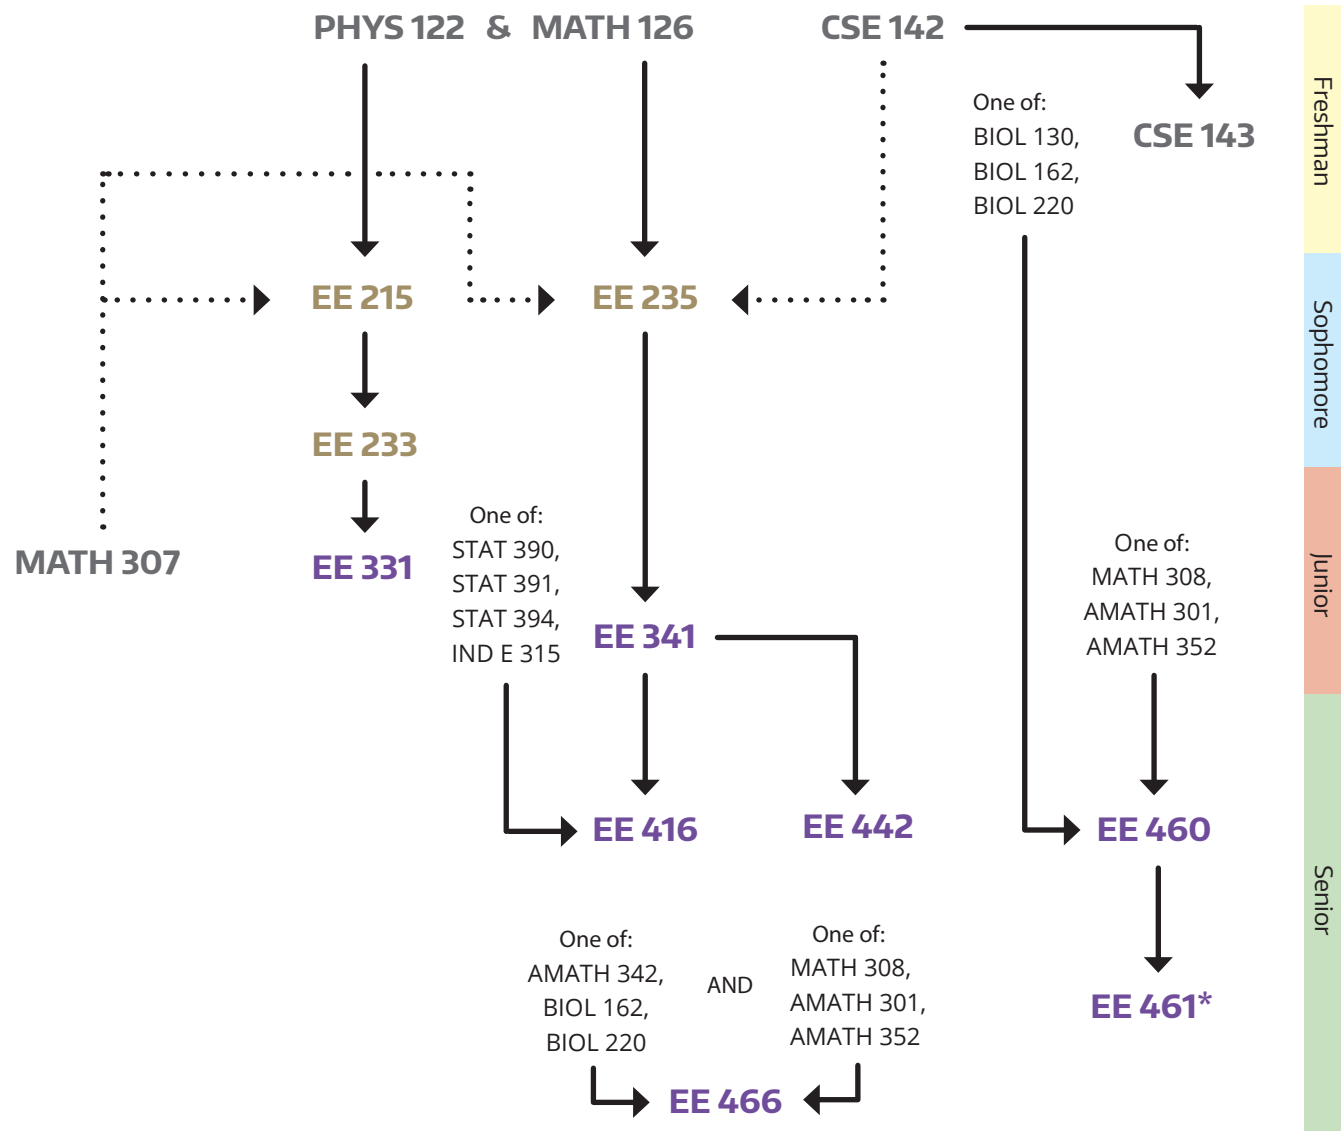 PHYS 122 & MATH 126
CSE 142
CSE 143
Freshman
One of:
BIOL 130,
BIOL 162,
BIOL 220
EE 215
EE 235
Sophomore
EE 233
MATH 307
EE 331
One of:
STAT 390,
STAT 391,
STAT 394,
IND E 315
EE 341
One of:
MATH 308,
AMATH 301,
AMATH 352
Junior
EE 416
EE 442
EE 460
Senior
One of:
AMATH 342,
BIOL 162,
BIOL 220
AND
One of:
MATH 308,
AMATH 301,
AMATH 352
EE 461*
EE 466